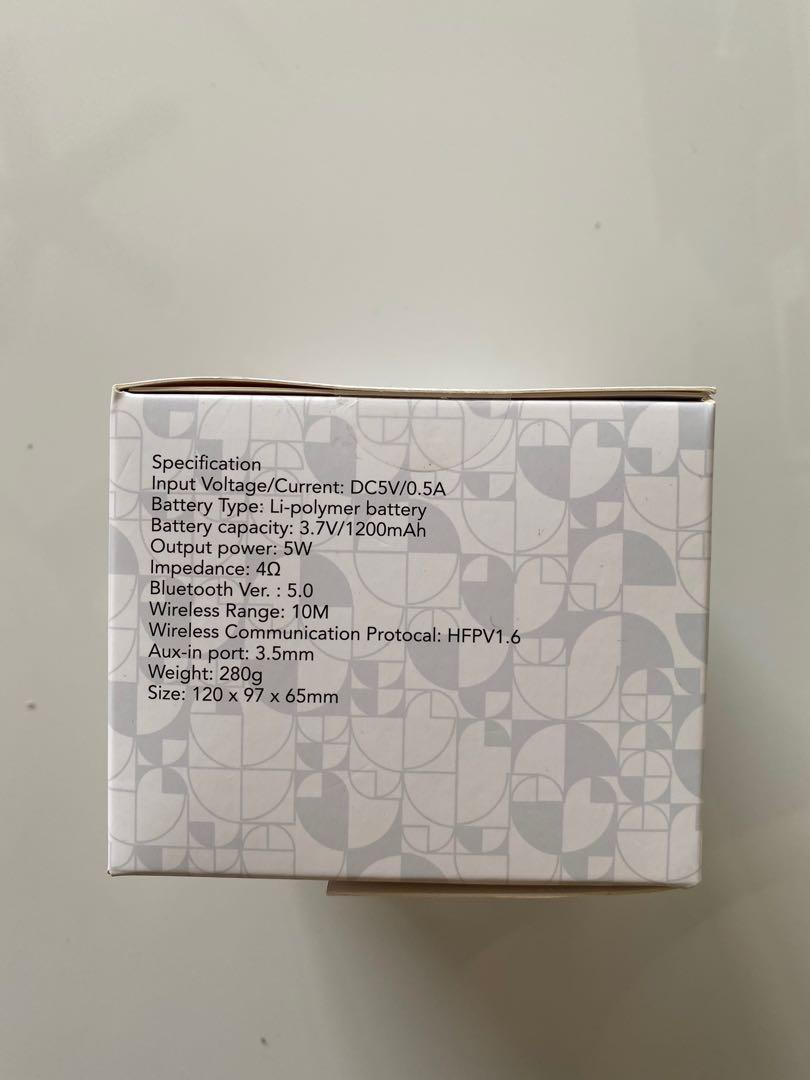 Specification
Input Voltage/Current: DC5V/0.5A
Battery Type: Li-polymer battery
Battery capacity: 3.7V/1200mAh
Output power: 5W
Impedance: 4Ω
Bluetooth Ver. : 5.0
Wireless Range: 10M
Wireless Communication Protocal: HFPV1.6
Aux-in port: 3.5mm
Weight: 280g
Size: 120 x 97 x 65mm